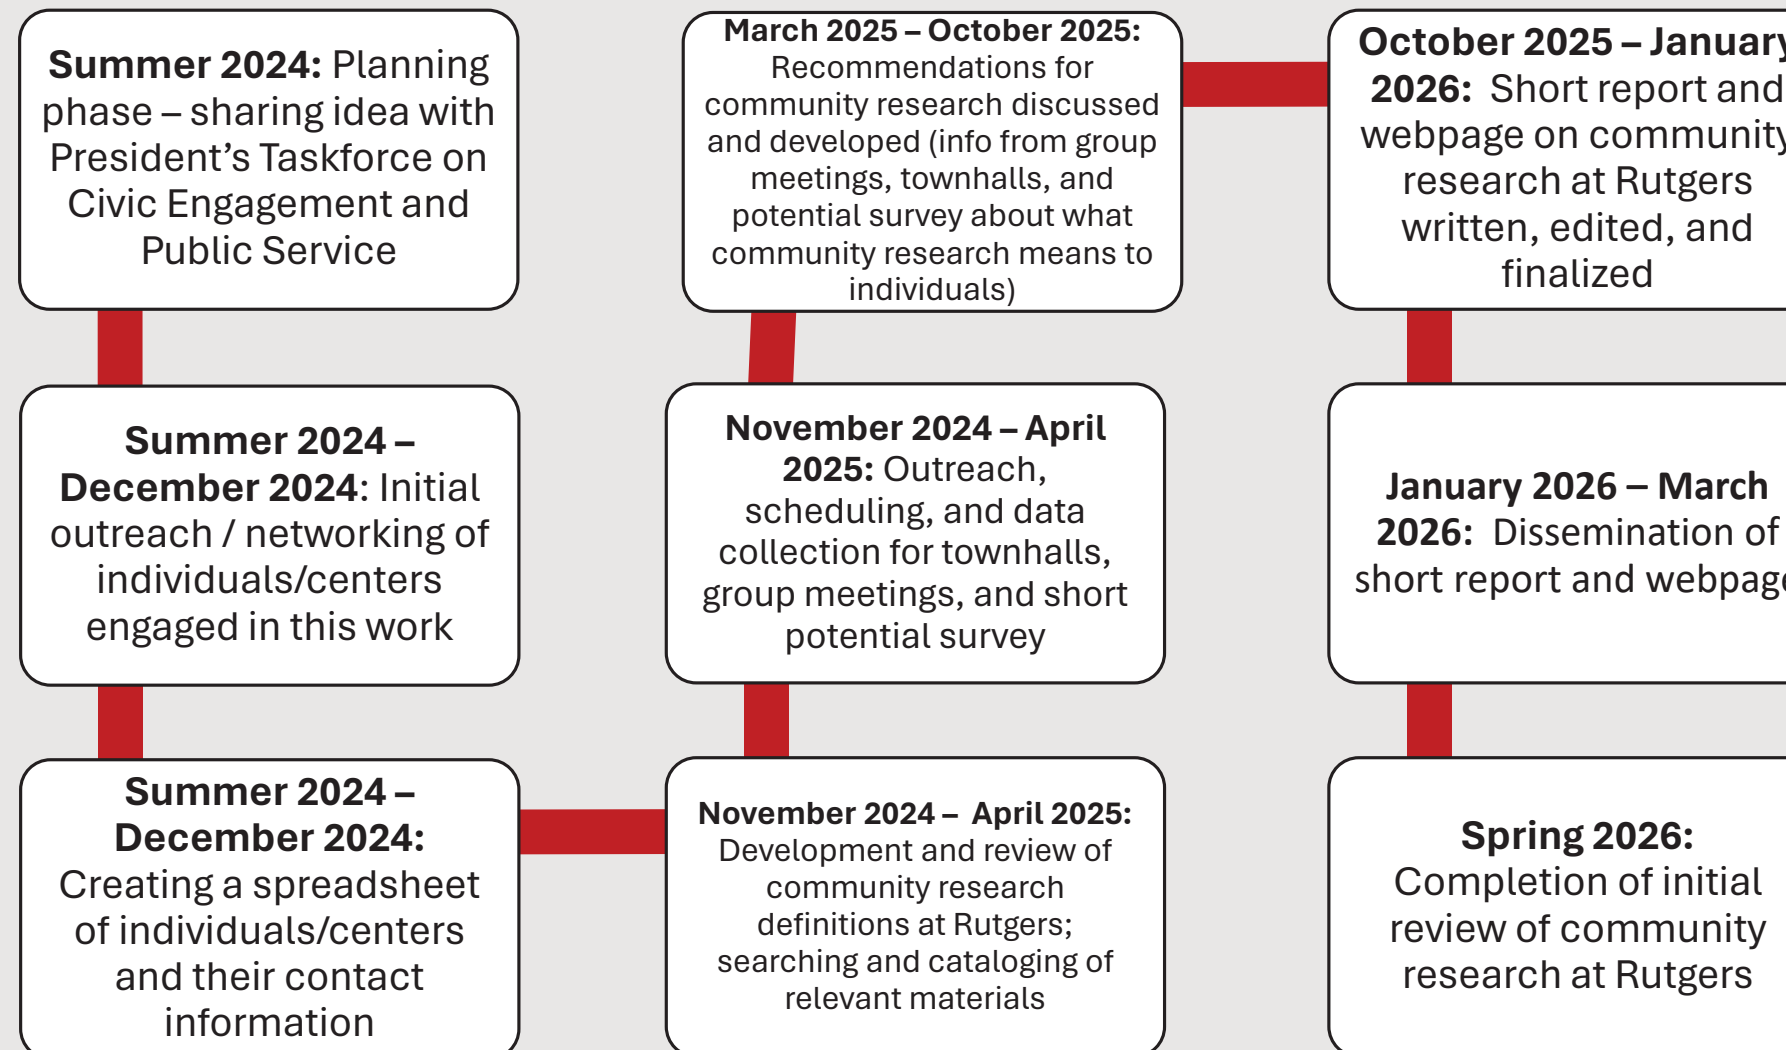 Summer 2024: Planning
phase – sharing idea with
President’s Taskforce on
Civic Engagement and
Public Service
Summer 2024 –
December 2024: Initial
outreach / networking of
individuals/centers
engaged in this work
Summer 2024 –
December 2024:
Creating a spreadsheet
of individuals/centers
and their contact
information
November 2024 –  April 2025:
Development and review of
community research
definitions at Rutgers;
searching and cataloging of
relevant materials
November 2024 – April
2025: Outreach,
scheduling, and data
collection for townhalls,
group meetings, and short
potential survey
March 2025 – October 2025:
Recommendations for
community research discussed
and developed (info from group
meetings, townhalls, and
potential survey about what
community research means to
individuals)
October 2025 – January
2026:  Short report and
webpage on community
research at Rutgers
written, edited, and
finalized
January 2026 – March
2026:  Dissemination of
short report and webpage
Spring 2026:
Completion of initial
review of community
research at Rutgers